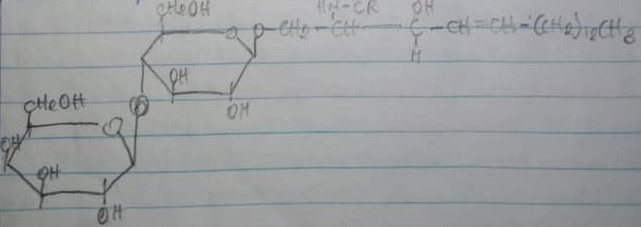 CH2OH HN-CR OH
O O-CH2-CH-C-CH=CH-(CH2)12CH3
H
OH
CH2OH O OH
O
OH
OH
OH